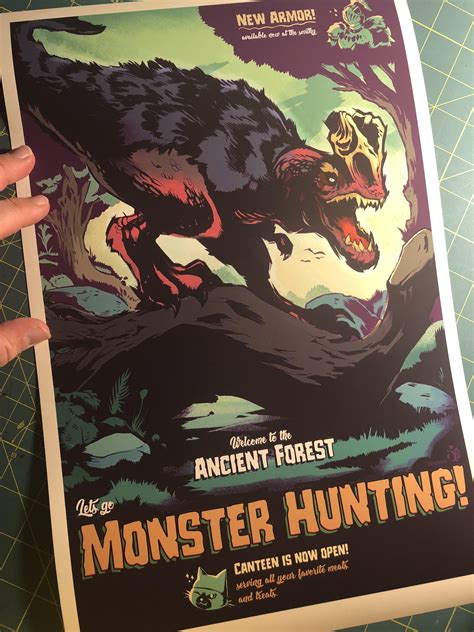 NEW ARMOR!
available now at the smithy
Welcome to the
ANCIENT FOREST
Lets go
MONSTER HUNTING!
CANTEEN IS NOW OPEN!
serving all your favorite meats
and treats.